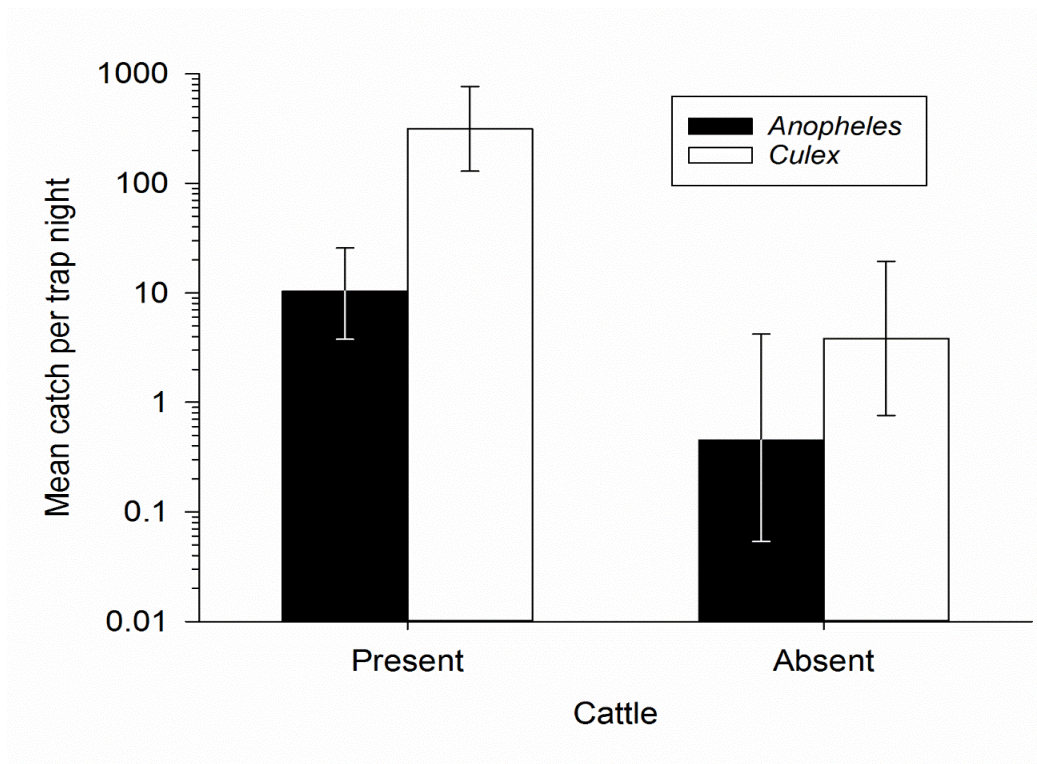 1000
100
10
1
0.1
0.01
Mean catch per trap night
Anopheles
Culex
Present
Absent
Cattle